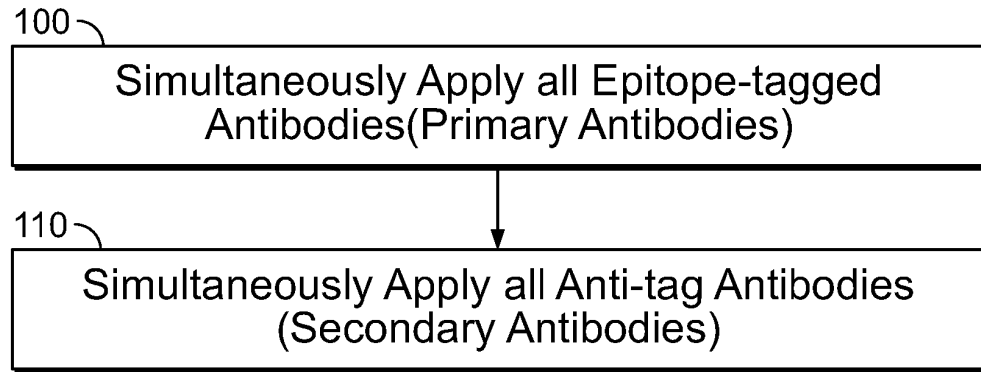 100
Simultaneously Apply all Epitope-tagged
Antibodies(Primary Antibodies)
110
Simultaneously Apply all Anti-tag Antibodies
(Secondary Antibodies)